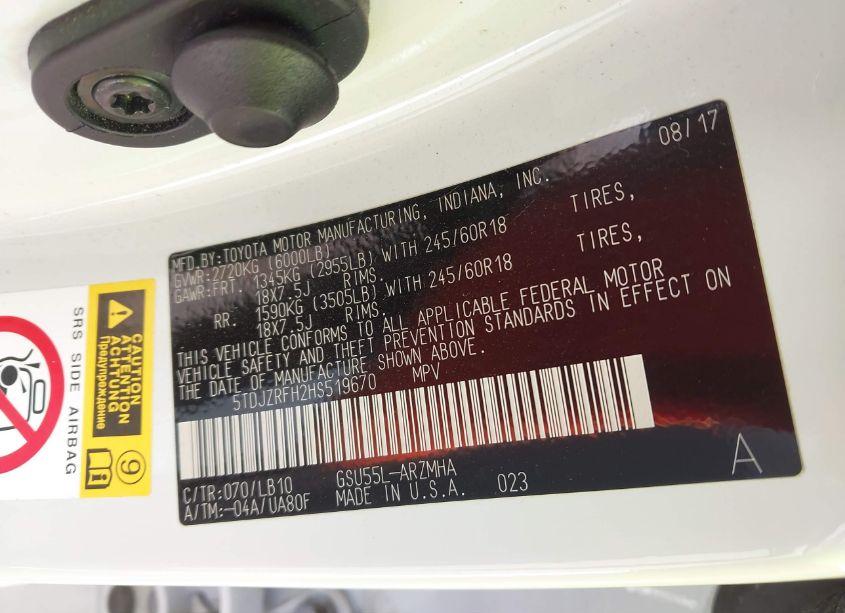 08/17
MFD.BY:TOYOTA MOTOR MANUFACTURING, INDIANA, INC.
GVWR:2720KG (6000LB)
GAWR:FRT. 1345KG (2955LB) WITH 245/60R18 TIRES,
18X7.5J RIMS.
RR. 1590KG (3505LB) WITH 245/60R18 TIRES,
18X7.5J RIMS.
THIS VEHICLE CONFORMS TO ALL APPLICABLE FEDERAL MOTOR
VEHICLE SAFETY AND THEFT PREVENTION STANDARDS IN EFFECT ON
THE DATE OF MANUFACTURE SHOWN ABOVE.
5TDJZRFH2HS519670 MPV
C/TR:070/LB10 GSU55L-ARZMHA
A/TM:-04A/UA80F MADE IN U.S.A. 023
A
CAUTION
ATTENTION
ACHTUNG
Предупреждение
9
SRS SIDE AIRBAG